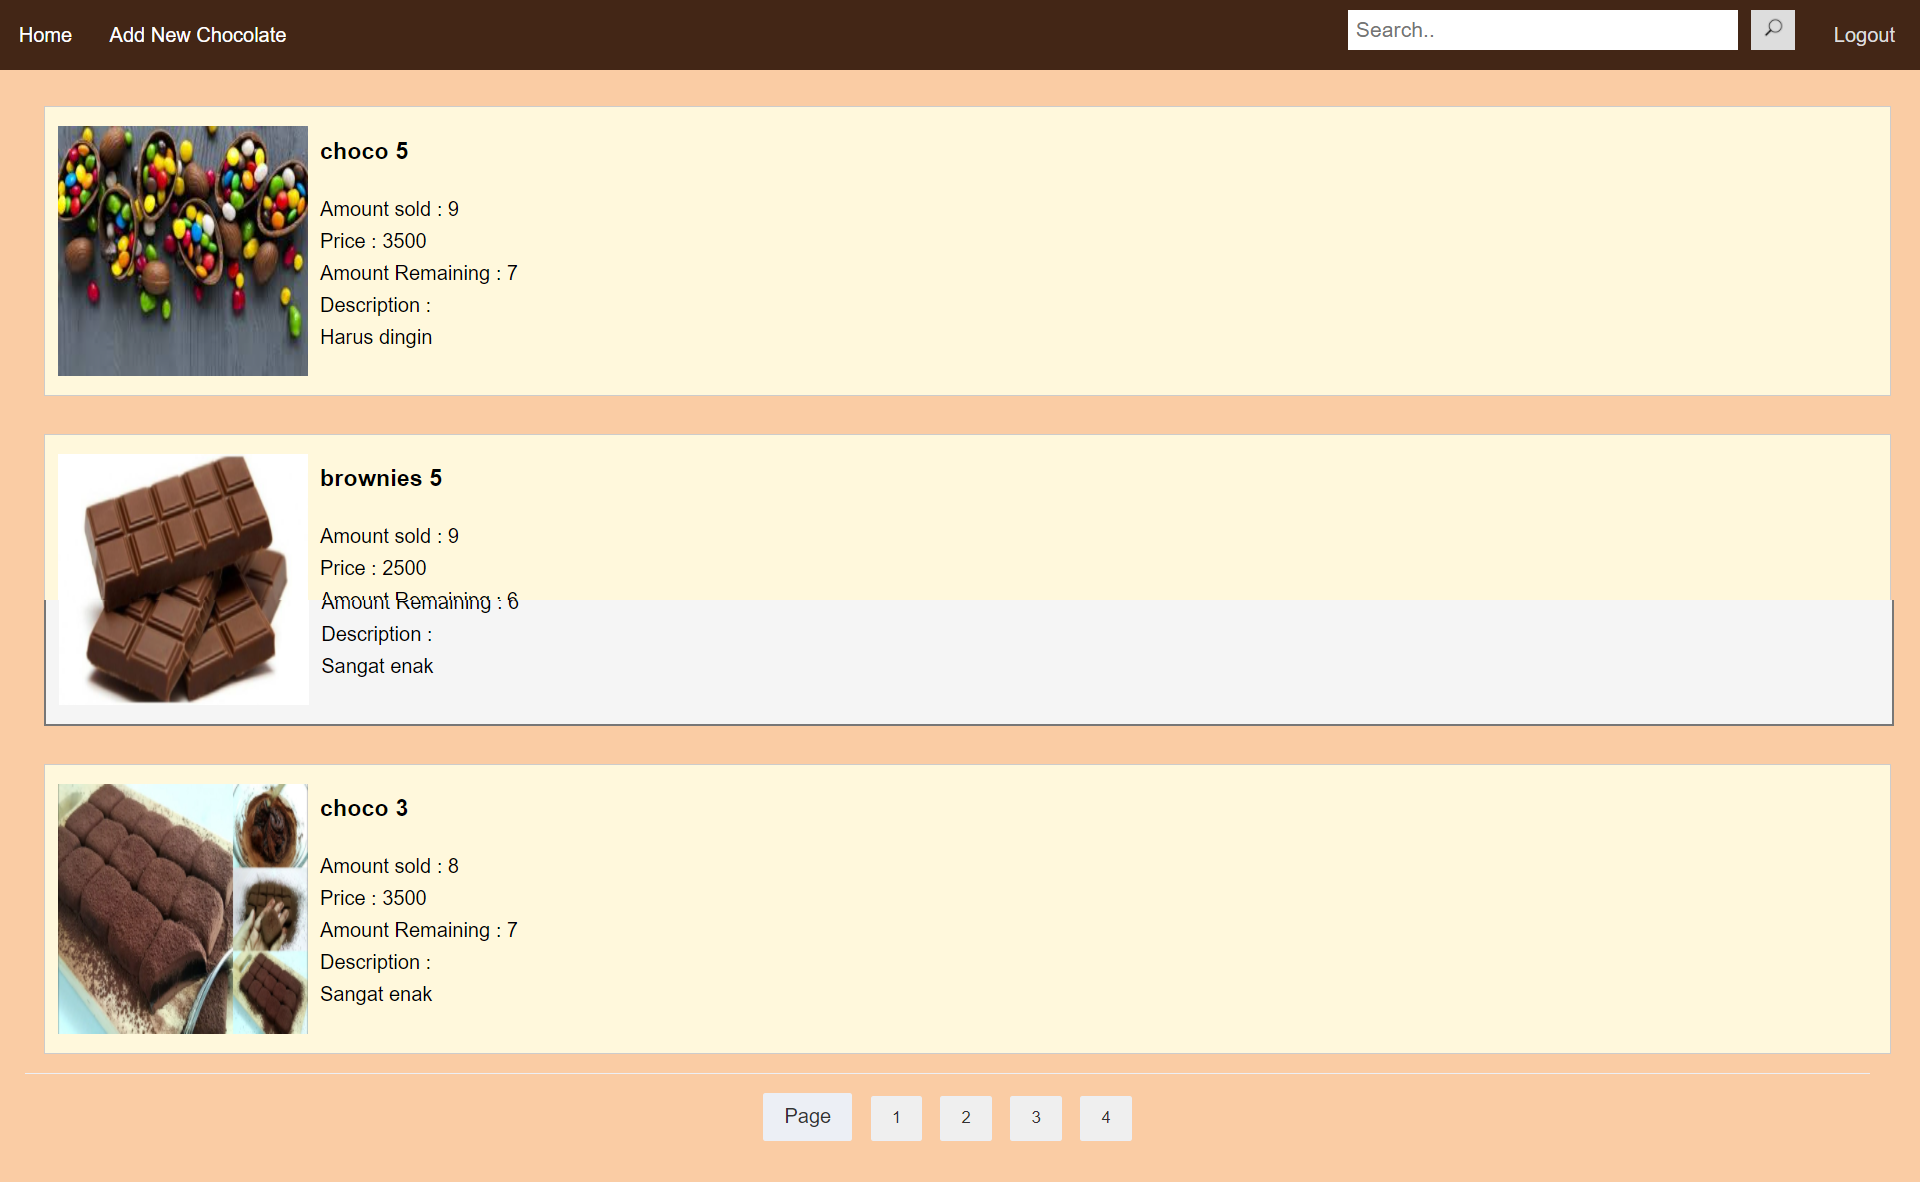 Home
Add New Chocolate
Search..
Logout
choco 5
Amount sold : 9
Price : 3500
Amount Remaining : 7
Description :
Harus dingin
brownies 5
Amount sold : 9
Price : 2500
Amount Remaining : 6
Description :
Sangat enak
choco 3
Amount sold : 8
Price : 3500
Amount Remaining : 7
Description :
Sangat enak
Page 1 2 3 4